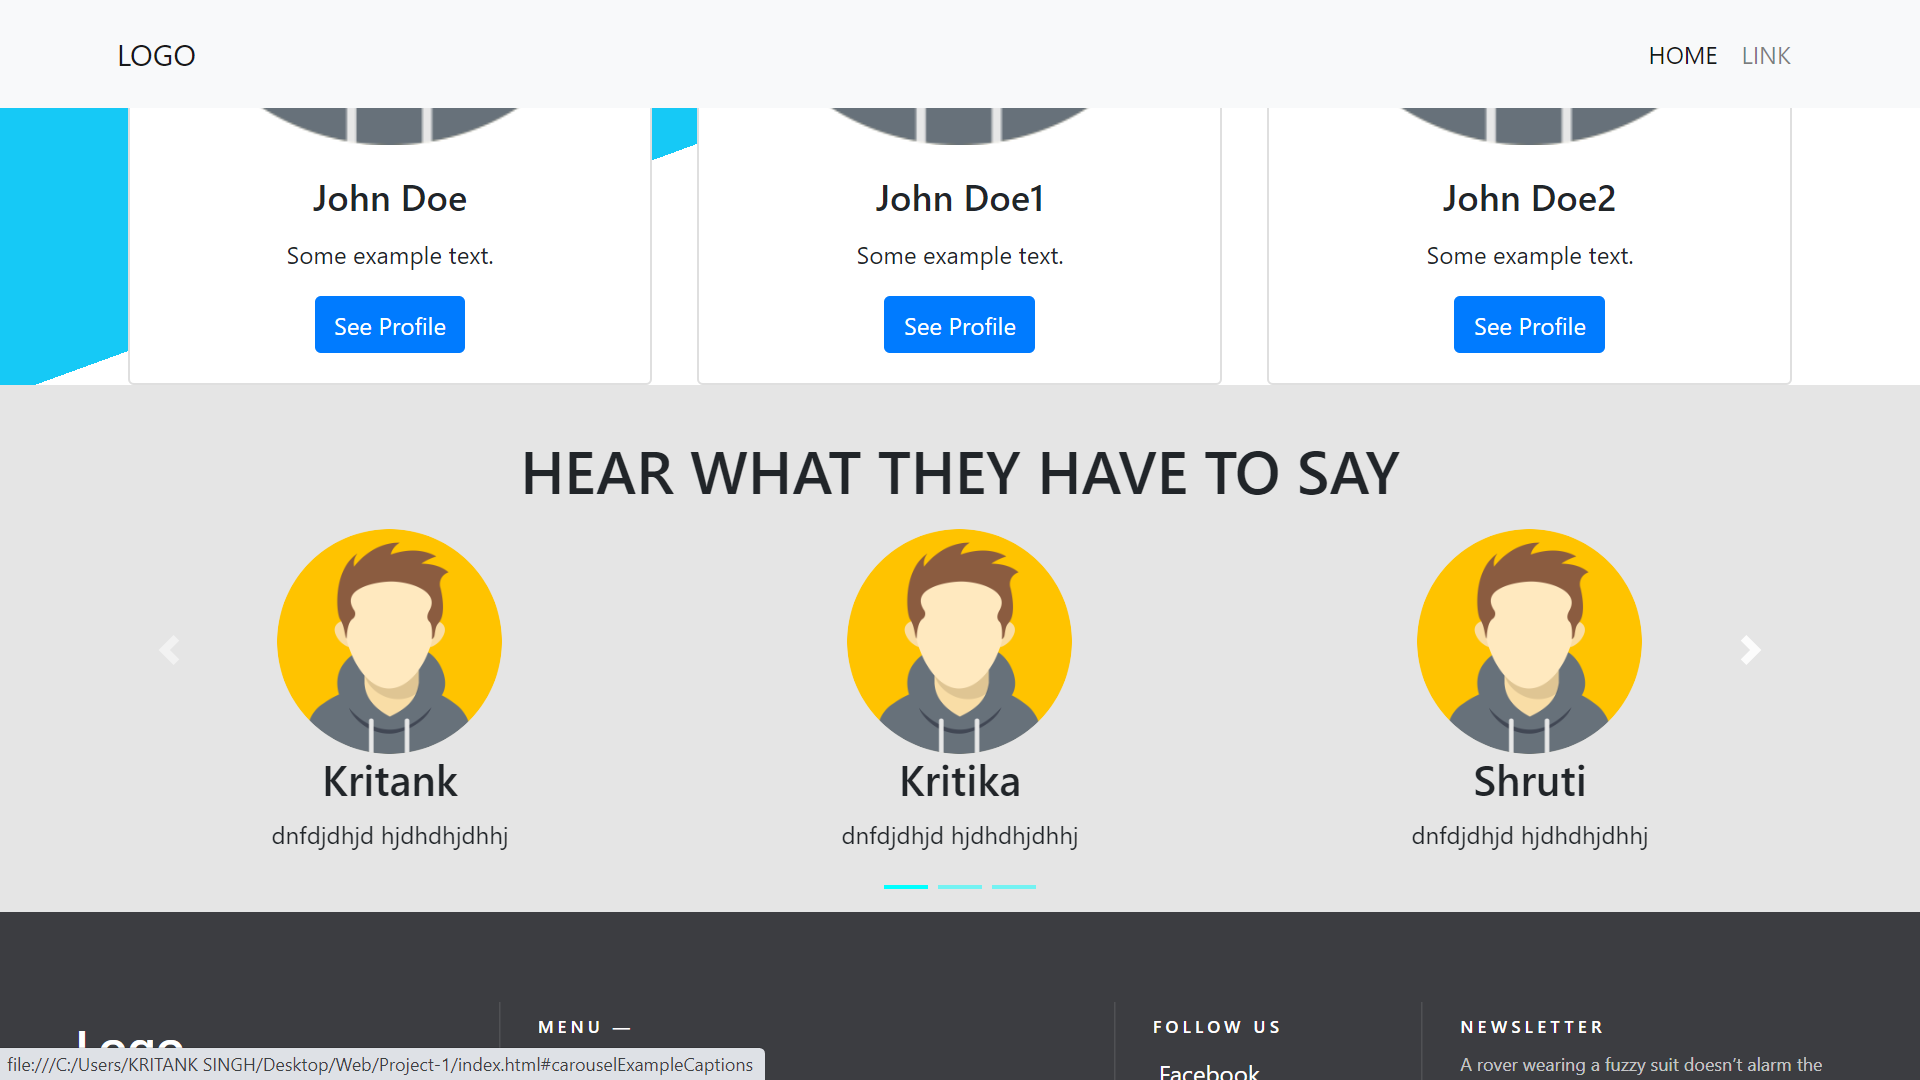 LOGO
HOME LINK
John Doe
Some example text.
See Profile
John Doe1
Some example text.
See Profile
John Doe2
Some example text.
See Profile
HEAR WHAT THEY HAVE TO SAY
Kritank
dnfdjdhjd hjdhdhjdhhj
Kritika
dnfdjdhjd hjdhdhjdhhj
Shruti
dnfdjdhjd hjdhdhjdhhj
Logo
MENU —
FOLLOW US
Facebook
NEWSLETTER
A rover wearing a fuzzy suit doesn’t alarm the
file:///C:/Users/KRITANK SINGH/Desktop/Web/Project-1/index.html#carouselExampleCaptions